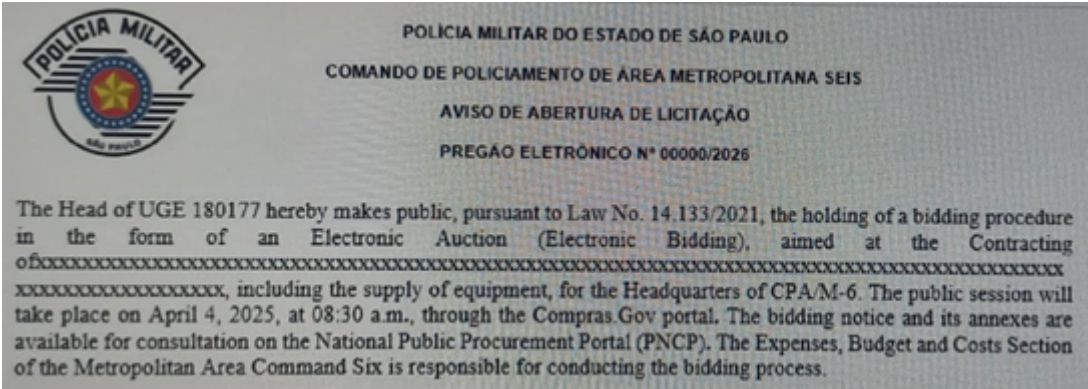 POLÍCIA MILITAR
SÃO PAULO
POLÍCIA MILITAR DO ESTADO DE SÃO PAULO
COMANDO DE POLICIAMENTO DE ÁREA METROPOLITANA SEIS
AVISO DE ABERTURA DE LICITAÇÃO
PREGÃO ELETRÔNICO Nº 00000/2026
The Head of UGE 180177 hereby makes public, pursuant to Law No. 14.133/2021, the holding of a bidding procedure
in the form of an Electronic Auction (Electronic Bidding), aimed at the Contracting
ofxxxxxxxxxxxxxxxxxxxxxxxxxxxxxxxxxxxxxxxxxxxxxxxxxxxxxxxxxxxxxxxxxxxxxxxxxxxxxxxxxxxxxxx
xxxxxxxxxxxxxxxxxx, including the supply of equipment, for the Headquarters of CPA/M-6. The public session will
take place on April 4, 2025, at 08:30 a.m., through the Compras.Gov portal. The bidding notice and its annexes are
available for consultation on the National Public Procurement Portal (PNCP). The Expenses, Budget and Costs Section
of the Metropolitan Area Command Six is responsible for conducting the bidding process.